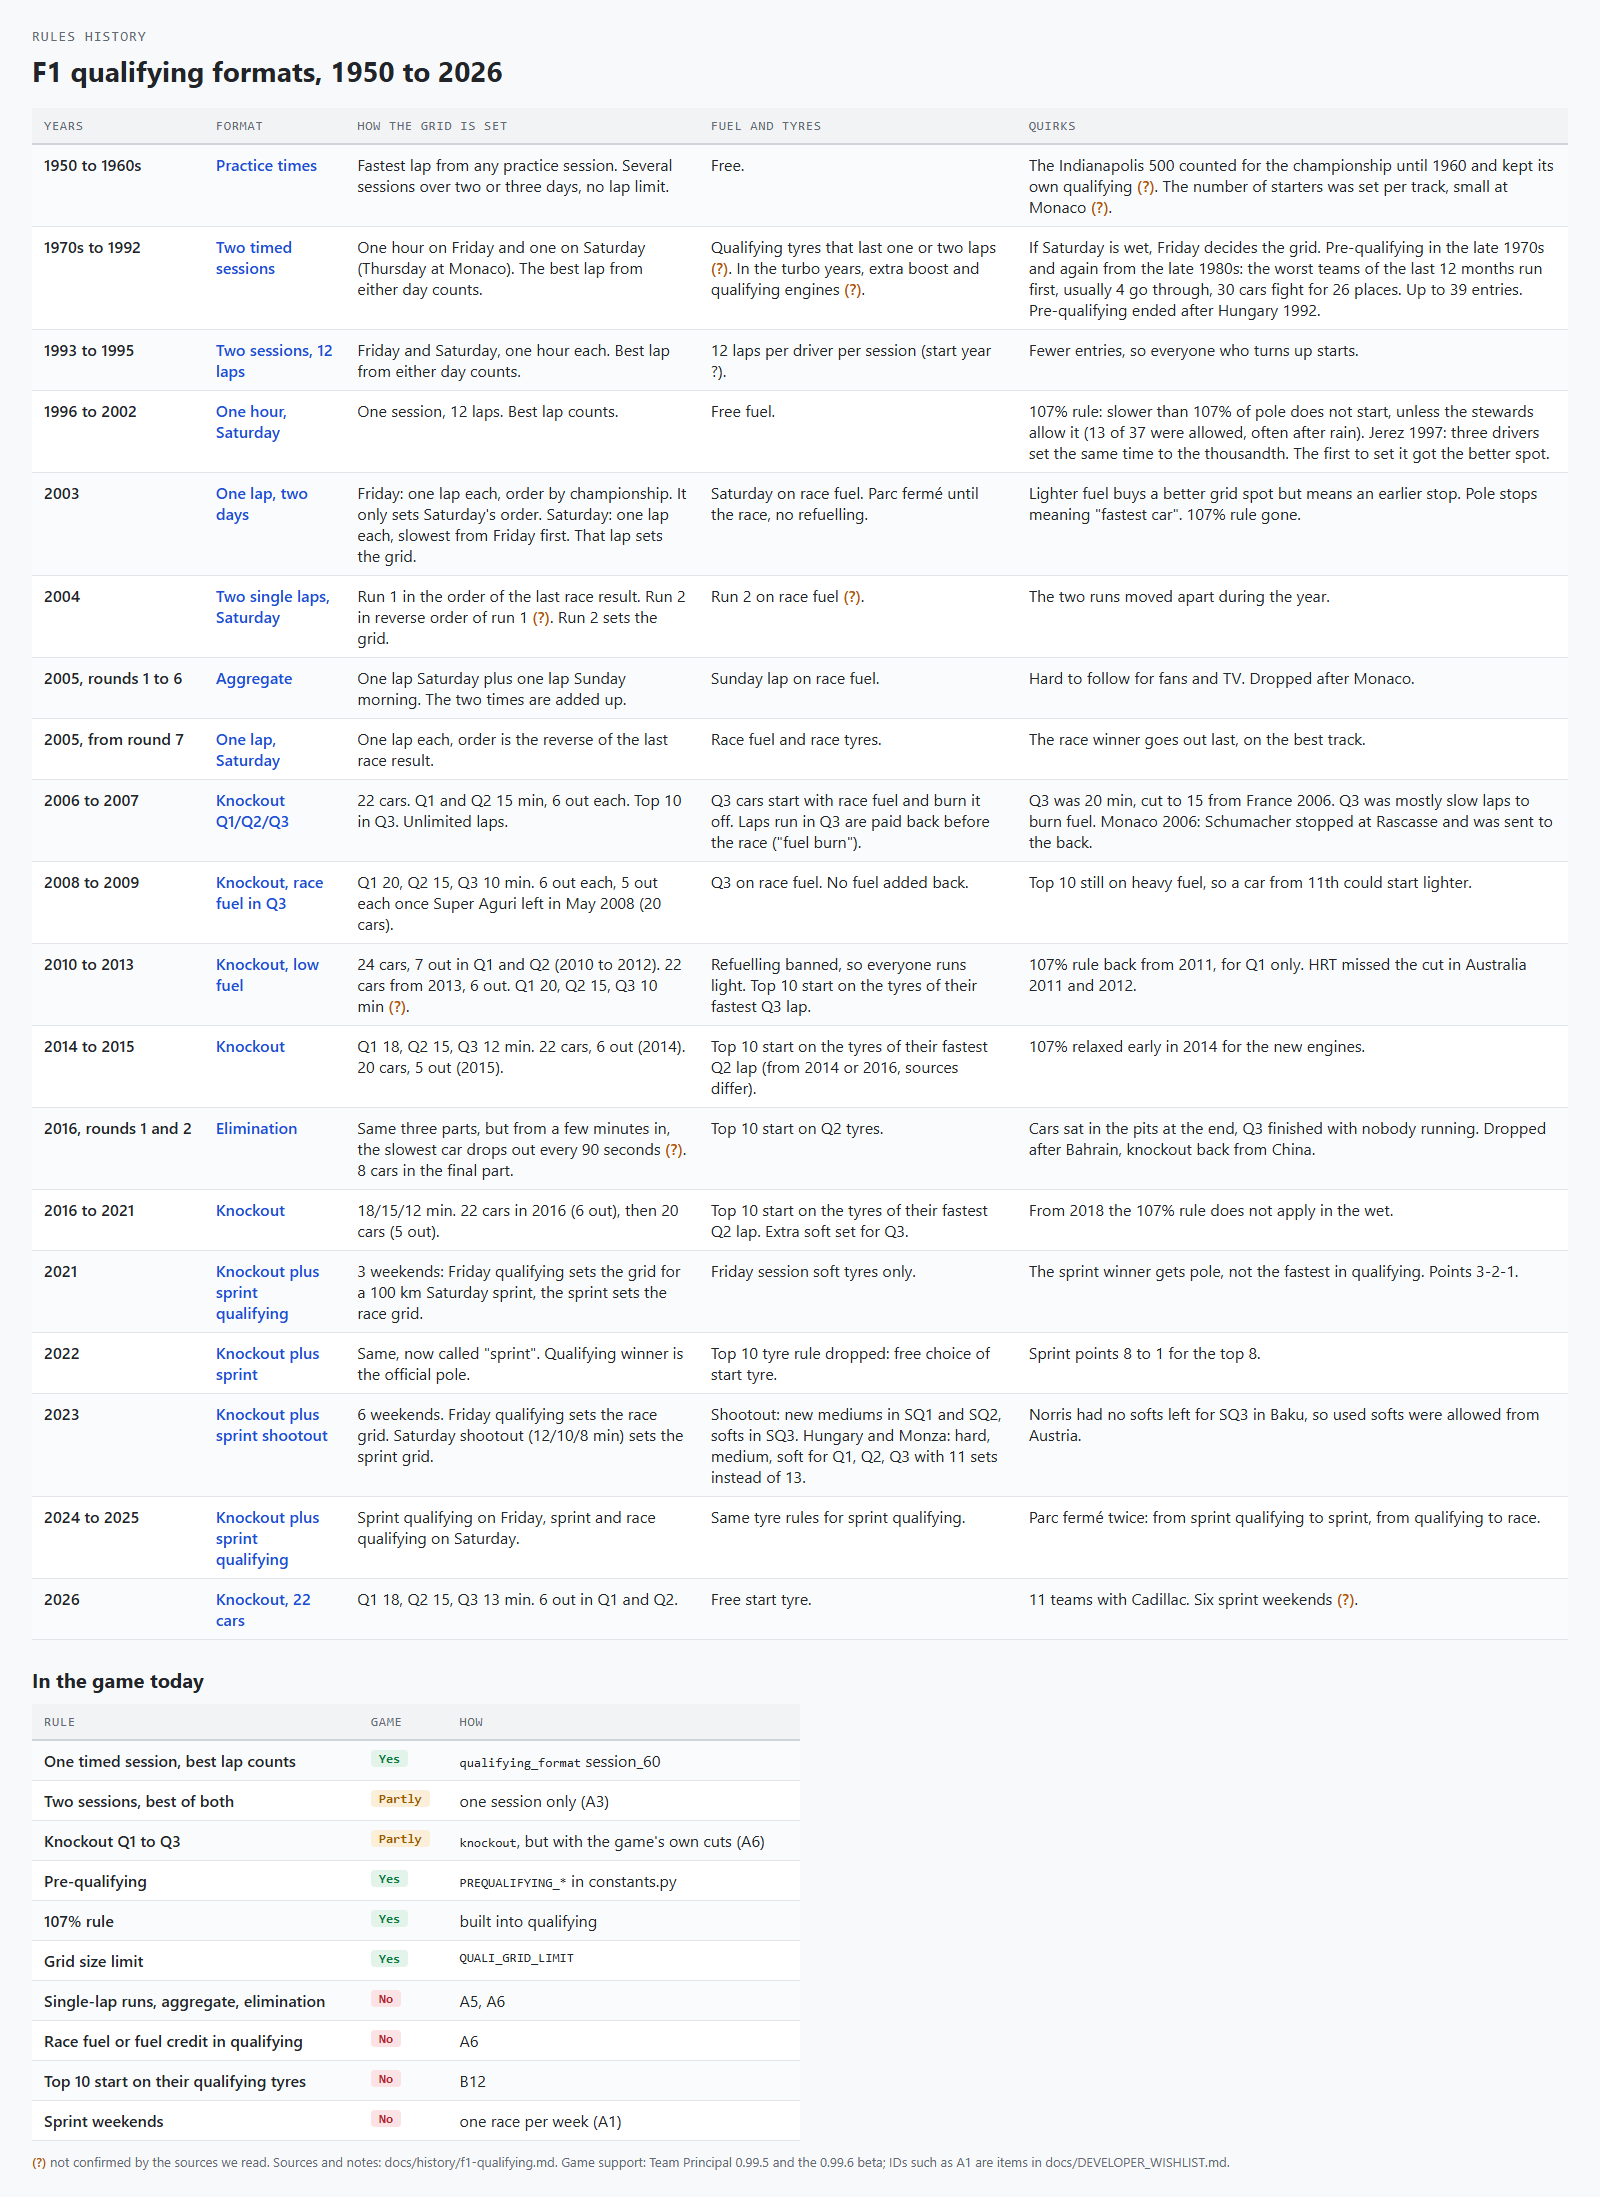 RULES HISTORY
F1 qualifying formats, 1950 to 2026
YEARS FORMAT HOW THE GRID IS SET FUEL AND TYRES QUIRKS
1950 to 1960s
Practice times
Fastest lap from any practice session. Several
sessions over two or three days, no lap limit.
Free.
The Indianapolis 500 counted for the championship until 1960 and kept its
own qualifying (?). The number of starters was set per track, small at
Monaco (?).
1970s to 1992
Two timed
sessions
One hour on Friday and one on Saturday
(Thursday at Monaco). The best lap from
either day counts.
Qualifying tyres that last one or two laps
(?). In the turbo years, extra boost and
qualifying engines (?).
If Saturday is wet, Friday decides the grid. Pre-qualifying in the late 1970s
and again from the late 1980s: the worst teams of the last 12 months run
first, usually 4 go through, 30 cars fight for 26 places. Up to 39 entries.
Pre-qualifying ended after Hungary 1992.
1993 to 1995
Two sessions, 12
laps
Friday and Saturday, one hour each. Best lap
from either day counts.
12 laps per driver per session (start year
?).
Fewer entries, so everyone who turns up starts.
1996 to 2002
One hour,
Saturday
One session, 12 laps. Best lap counts.
Free fuel.
107% rule: slower than 107% of pole does not start, unless the stewards
allow it (13 of 37 were allowed, often after rain). Jerez 1997: three drivers
set the same time to the thousandth. The first to set it got the better spot.
2003
One lap, two
days
Friday: one lap each, order by championship. It
only sets Saturday's order. Saturday: one lap
each, slowest from Friday first. That lap sets
the grid.
Saturday on race fuel. Parc fermé until
the race, no refuelling.
Lighter fuel buys a better grid spot but means an earlier stop. Pole stops
meaning "fastest car". 107% rule gone.
2004
Two single laps,
Saturday
Run 1 in the order of the last race result. Run 2
in reverse order of run 1 (?). Run 2 sets the
grid.
Run 2 on race fuel (?).
The two runs moved apart during the year.
2005, rounds 1 to 6
Aggregate
One lap Saturday plus one lap Sunday
morning. The two times are added up.
Sunday lap on race fuel.
Hard to follow for fans and TV. Dropped after Monaco.
2005, from round 7
One lap,
Saturday
One lap each, order is the reverse of the last
race result.
Race fuel and race tyres.
The race winner goes out last, on the best track.
2006 to 2007
Knockout
Q1/Q2/Q3
22 cars. Q1 and Q2 15 min, 6 out each. Top 10
in Q3. Unlimited laps.
Q3 cars start with race fuel and burn it
off. Laps run in Q3 are paid back before
the race ("fuel burn").
Q3 was 20 min, cut to 15 from France 2006. Q3 was mostly slow laps to
burn fuel. Monaco 2006: Schumacher stopped at Rascasse and was sent to
the back.
2008 to 2009
Knockout, race
fuel in Q3
Q1 20, Q2 15, Q3 10 min. 6 out each, 5 out
each once Super Aguri left in May 2008 (20
cars).
Q3 on race fuel. No fuel added back.
Top 10 still on heavy fuel, so a car from 11th could start lighter.
2010 to 2013
Knockout, low
fuel
24 cars, 7 out in Q1 and Q2 (2010 to 2012). 22
cars from 2013, 6 out. Q1 20, Q2 15, Q3 10
min (?).
Refuelling banned, so everyone runs
light. Top 10 start on the tyres of their
fastest Q3 lap.
107% rule back from 2011, for Q1 only. HRT missed the cut in Australia
2011 and 2012.
2014 to 2015
Knockout
Q1 18, Q2 15, Q3 12 min. 22 cars, 6 out (2014).
20 cars, 5 out (2015).
Top 10 start on the tyres of their fastest
Q2 lap (from 2014 or 2016, sources
differ).
107% relaxed early in 2014 for the new engines.
2016, rounds 1 and 2
Elimination
Same three parts, but from a few minutes in,
the slowest car drops out every 90 seconds (?).
8 cars in the final part.
Top 10 start on Q2 tyres.
Cars sat in the pits at the end, Q3 finished with nobody running. Dropped
after Bahrain, knockout back from China.
2016 to 2021
Knockout
18/15/12 min. 22 cars in 2016 (6 out), then 20
cars (5 out).
Top 10 start on the tyres of their fastest
Q2 lap. Extra soft set for Q3.
From 2018 the 107% rule does not apply in the wet.
2021
Knockout plus
sprint
qualifying
3 weekends: Friday qualifying sets the grid for
a 100 km Saturday sprint, the sprint sets the
race grid.
Friday session soft tyres only.
The sprint winner gets pole, not the fastest in qualifying. Points 3-2-1.
2022
Knockout plus
sprint
Same, now called "sprint". Qualifying winner is
the official pole.
Top 10 tyre rule dropped: free choice of
start tyre.
Sprint points 8 to 1 for the top 8.
2023
Knockout plus
sprint shootout
6 weekends. Friday qualifying sets the race
grid. Saturday shootout (12/10/8 min) sets the
sprint grid.
Shootout: new mediums in SQ1 and SQ2,
softs in SQ3. Hungary and Monza: hard,
medium, soft for Q1, Q2, Q3 with 11 sets
instead of 13.
Norris had no softs left for SQ3 in Baku, so used softs were allowed from
Austria.
2024 to 2025
Knockout plus
sprint
qualifying
Sprint qualifying on Friday, sprint and race
qualifying on Saturday.
Same tyre rules for sprint qualifying.
Parc fermé twice: from sprint qualifying to sprint, from qualifying to race.
2026
Knockout, 22
cars
Q1 18, Q2 15, Q3 13 min. 6 out in Q1 and Q2.
Free start tyre.
11 teams with Cadillac. Six sprint weekends (?).
In the game today
RULE GAME HOW
One timed session, best lap counts Yes qualifying_format session_60
Two sessions, best of both Partly one session only (A3)
Knockout Q1 to Q3 Partly knockout, but with the game's own cuts (A6)
Pre-qualifying Yes PREQUALIFYING_* in constants.py
107% rule Yes built into qualifying
Grid size limit Yes QUALI_GRID_LIMIT
Single-lap runs, aggregate, elimination No A5, A6
Race fuel or fuel credit in qualifying No A6
Top 10 start on their qualifying tyres No B12
Sprint weekends No one race per week (A1)
(?) not confirmed by the sources we read. Sources and notes: docs/history/f1-qualifying.md. Game support: Team Principal 0.99.5 and the 0.99.6 beta; IDs such as A1 are items in docs/DEVELOPER_WISHLIST.md.